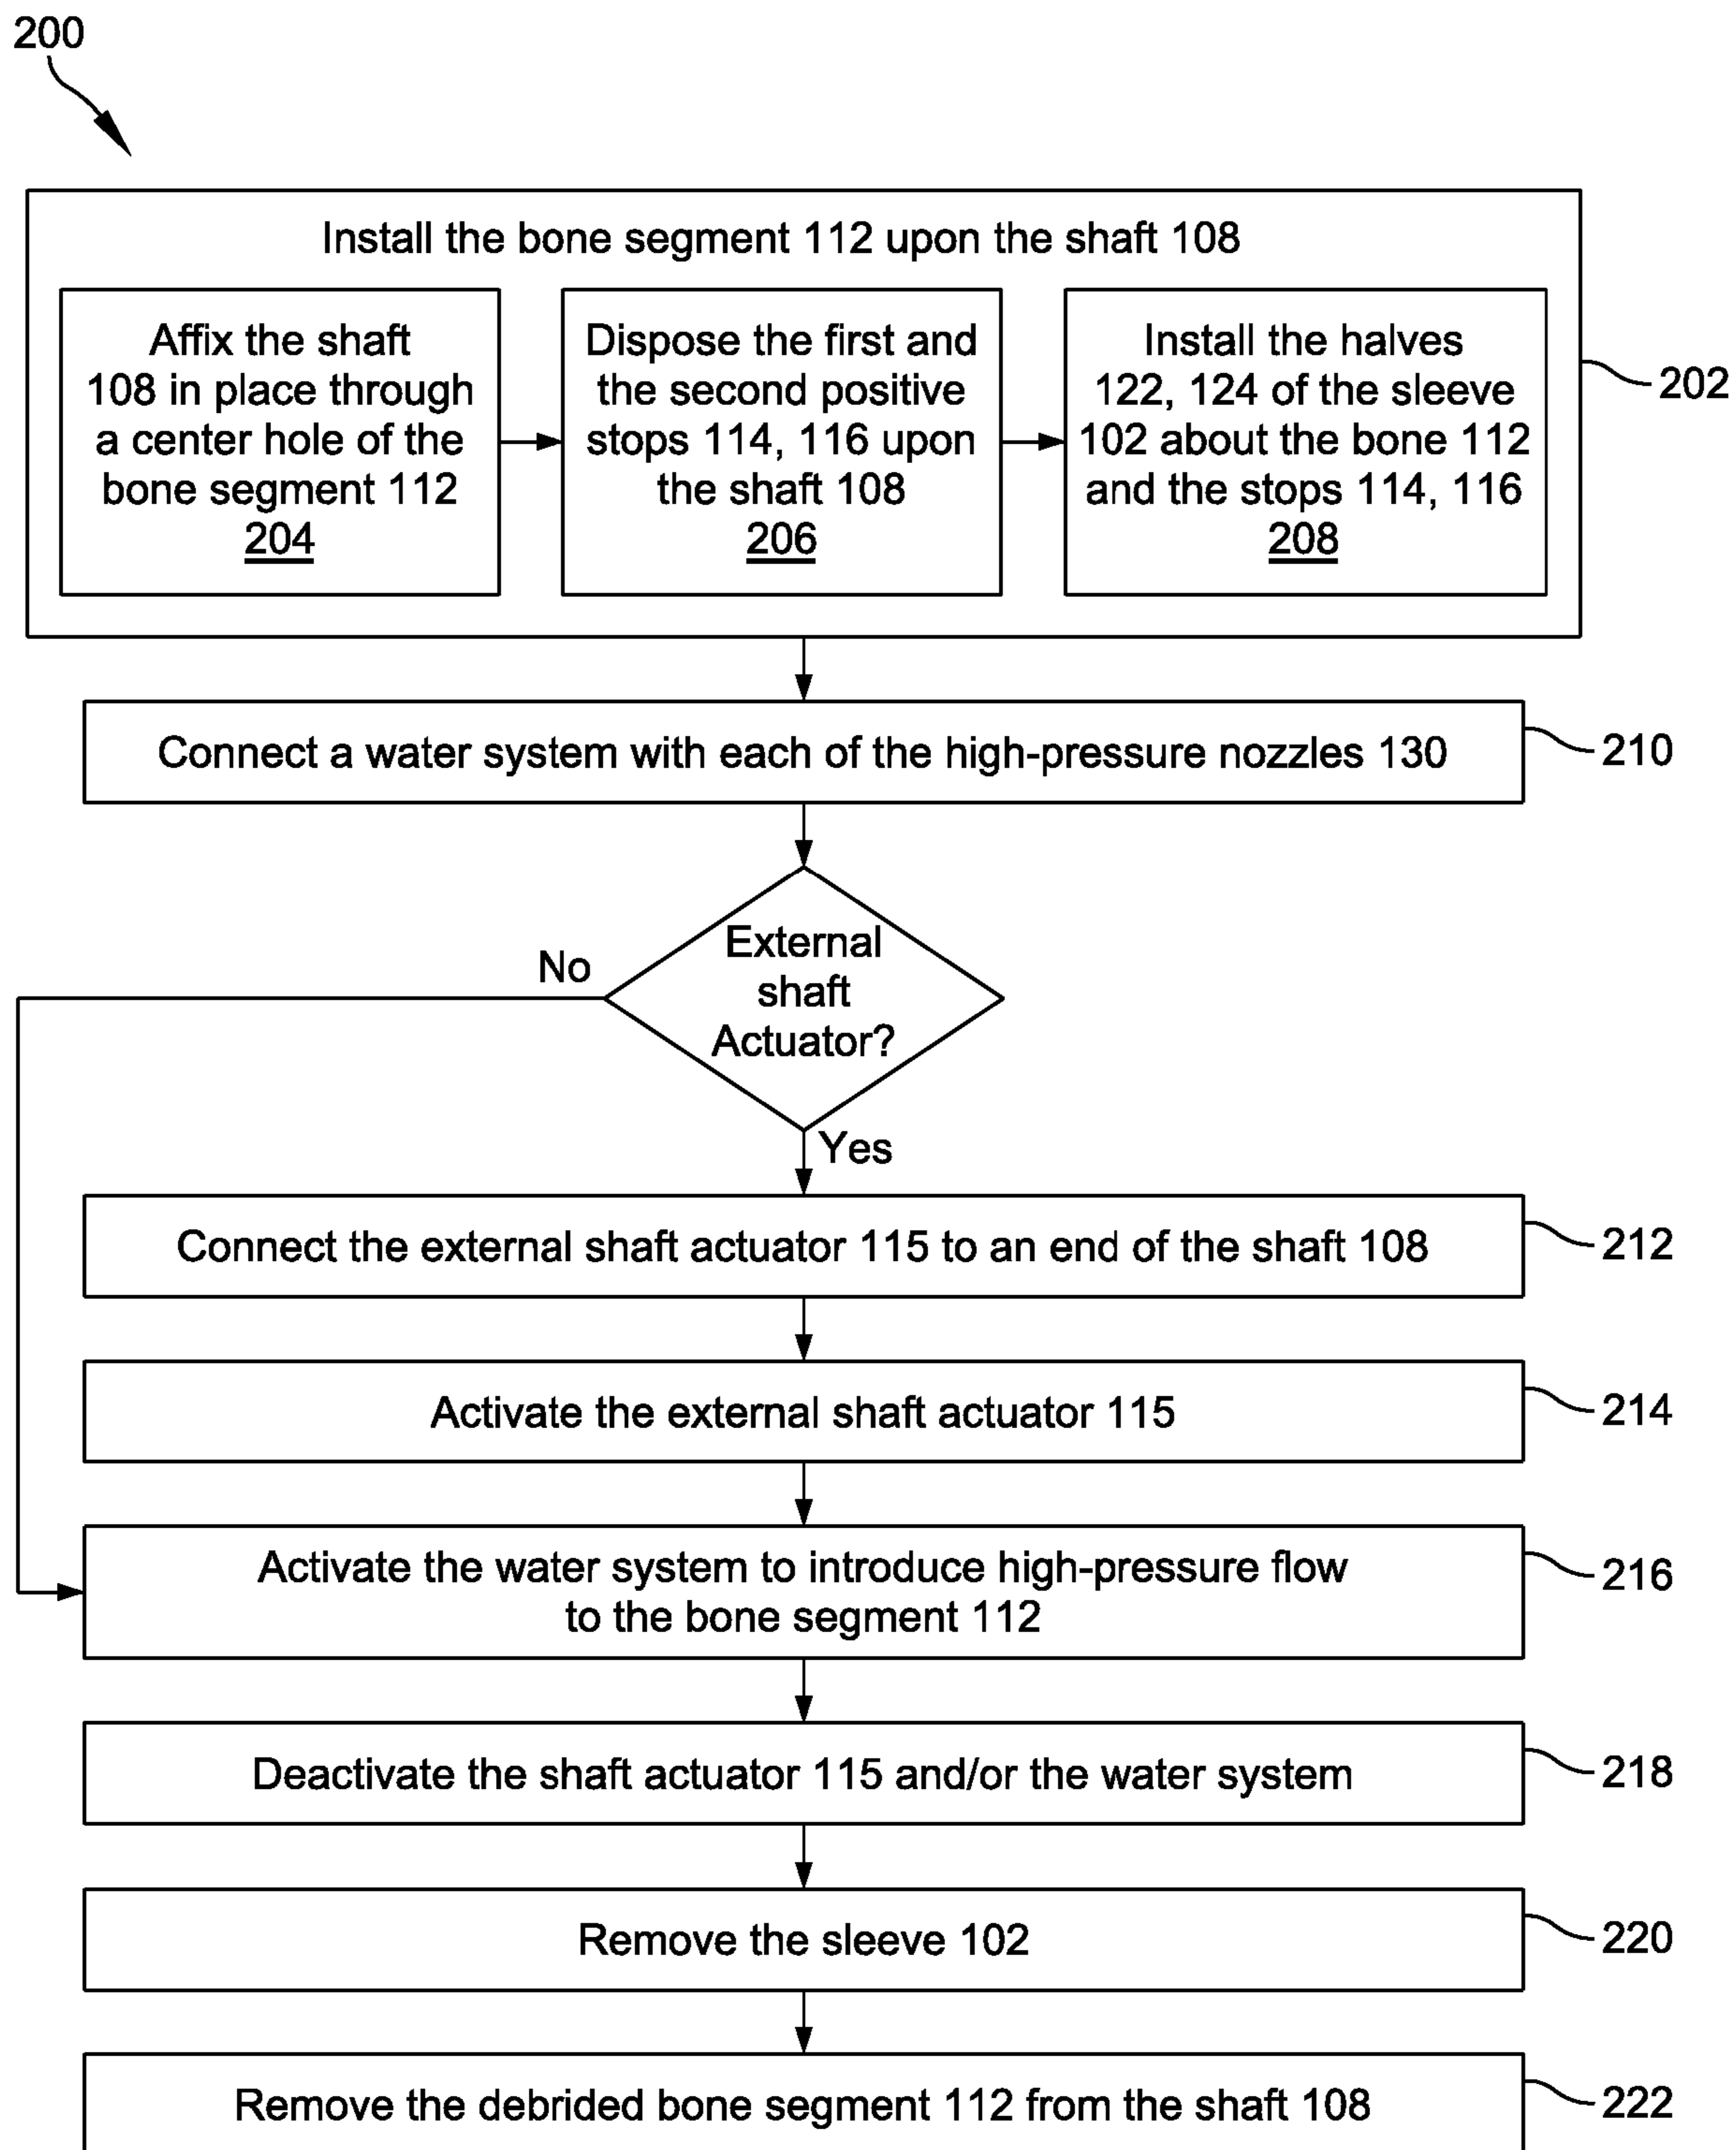 200
Install the bone segment 112 upon the shaft 108
Affix the shaft
108 in place through
a center hole of the
bone segment 112
204
Dispose the first and
the second positive
stops 114, 116 upon
the shaft 108
206
Install the halves
122, 124 of the sleeve
102 about the bone 112
and the stops 114, 116
208
202
Connect a water system with each of the high-pressure nozzles 130
210
External
shaft
Actuator?
No
Yes
Connect the external shaft actuator 115 to an end of the shaft 108
212
Activate the external shaft actuator 115
214
Activate the water system to introduce high-pressure flow
to the bone segment 112
216
Deactivate the shaft actuator 115 and/or the water system
218
Remove the sleeve 102
220
Remove the debrided bone segment 112 from the shaft 108
222